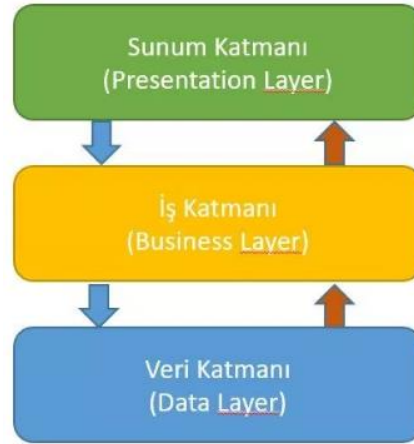 Sunum Katmanı
(Presentation Layer)
İş Katmanı
(Business Layer)
Veri Katmanı
(Data Layer)